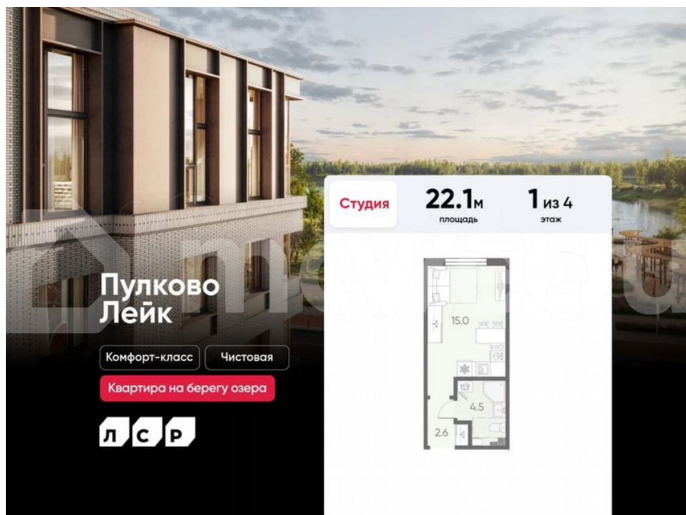 Студия
22.1м
площадь
1 из 4
этаж
Пулково
Лейк
Комфорт-класс
Чистовая
Квартира на берегу озера
ЛСР
15.0
4.5
2.6